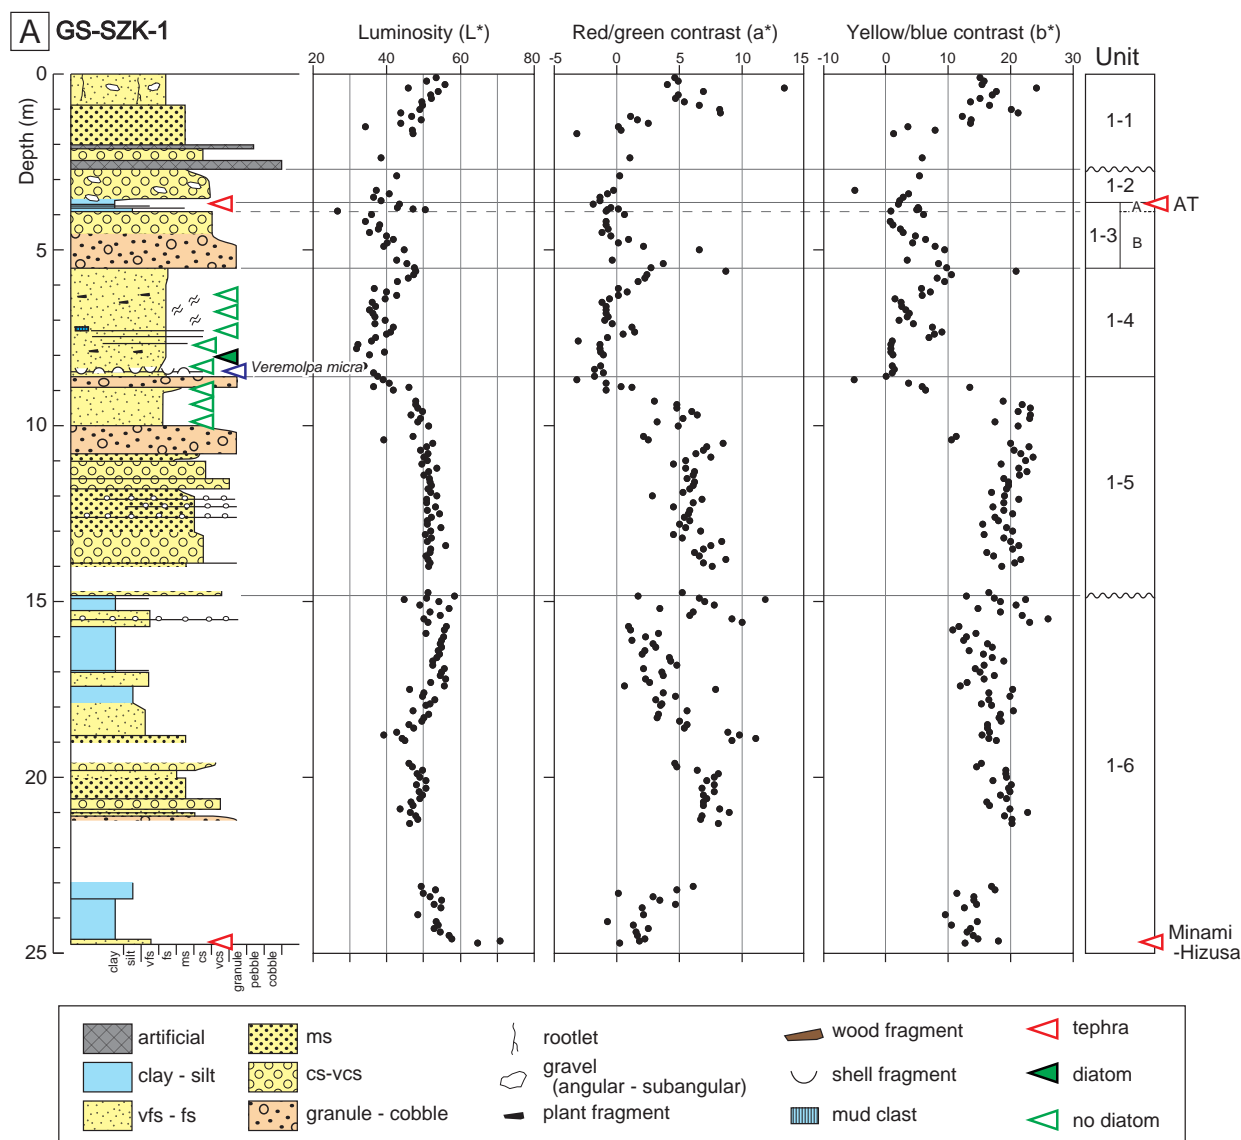 A GS-SZK-1
Luminosity (L*)
Red/green contrast (a*)
Yellow/blue contrast (b*)
Unit
20 40 60 80
-5 0 5 10 15
-10 0 10 20 30
Depth (m)
0
5
10
15
20
25
1-1
1-2
AT
A
1-3
B
1-4
Veremolpa micra
1-5
1-6
Minami
-Hizusa
clay
silt
vfs
fs
ms
cs
vcs
granule
pebble
cobble
artificial
ms
rootlet
wood fragment
tephra
clay - silt
cs-vcs
gravel
(angular - subangular)
shell fragment
diatom
vfs - fs
granule - cobble
plant fragment
mud clast
no diatom